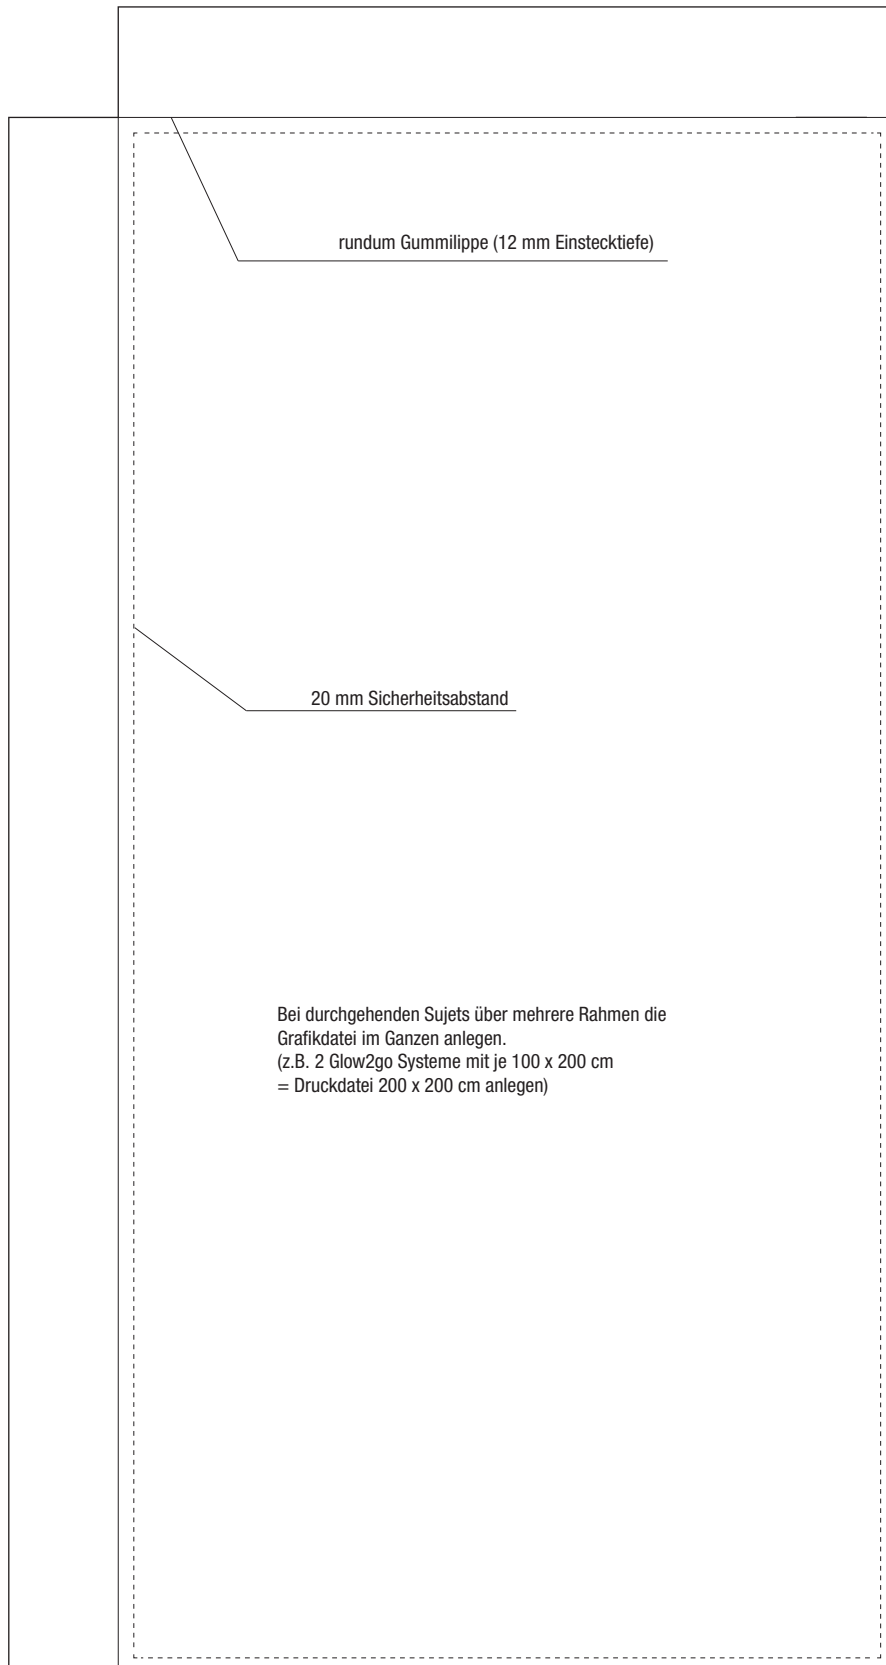 rundum Gummilippe (12 mm Einstecktiefe)
20 mm Sicherheitsabstand
Bei durchgehenden Sujets über mehrere Rahmen die
Grafikdatei im Ganzen anlegen.
(z.B. 2 Glow2go Systeme mit je 100 x 200 cm
= Druckdatei 200 x 200 cm anlegen)